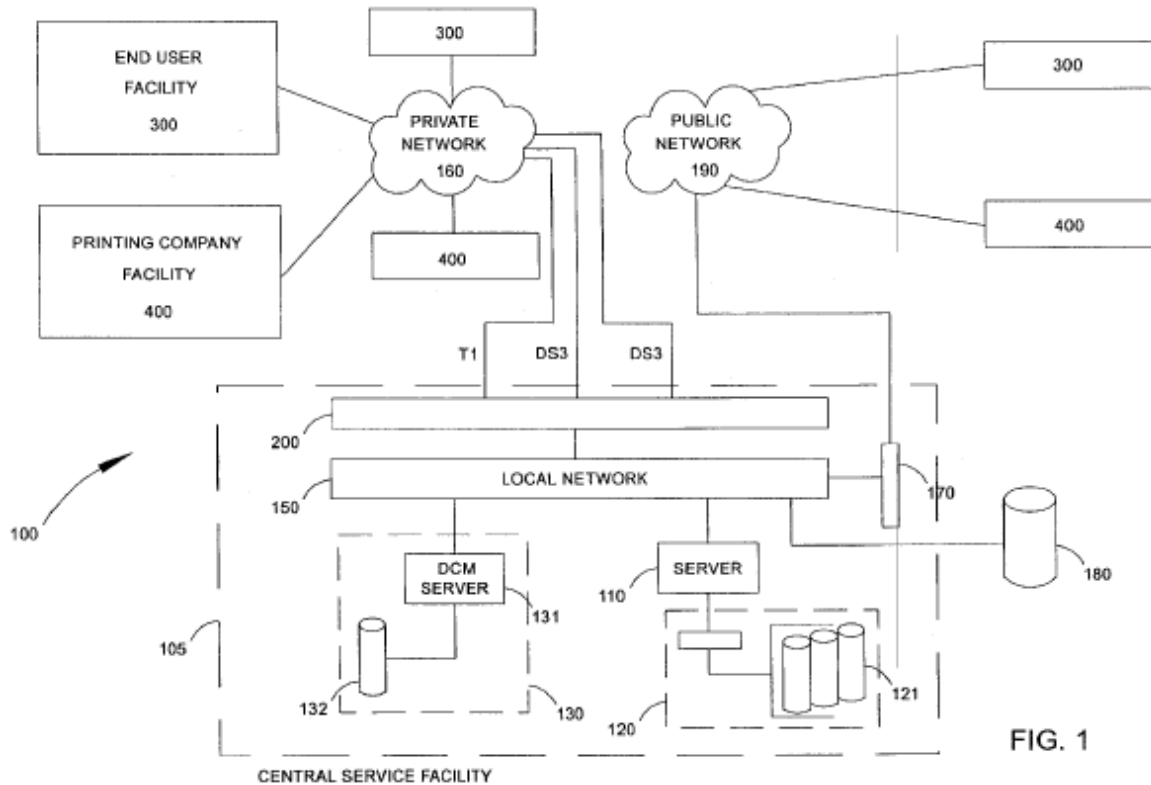 END USER
FACILITY
300
300
PRIVATE
NETWORK
160
PUBLIC
NETWORK
190
300
PRINTING COMPANY
FACILITY
400
400
400
T1
DS3
DS3
200
LOCAL NETWORK
150
170
100
DCM
SERVER
131
SERVER
110
180
105
132
130
120
121
FIG. 1
CENTRAL SERVICE FACILITY